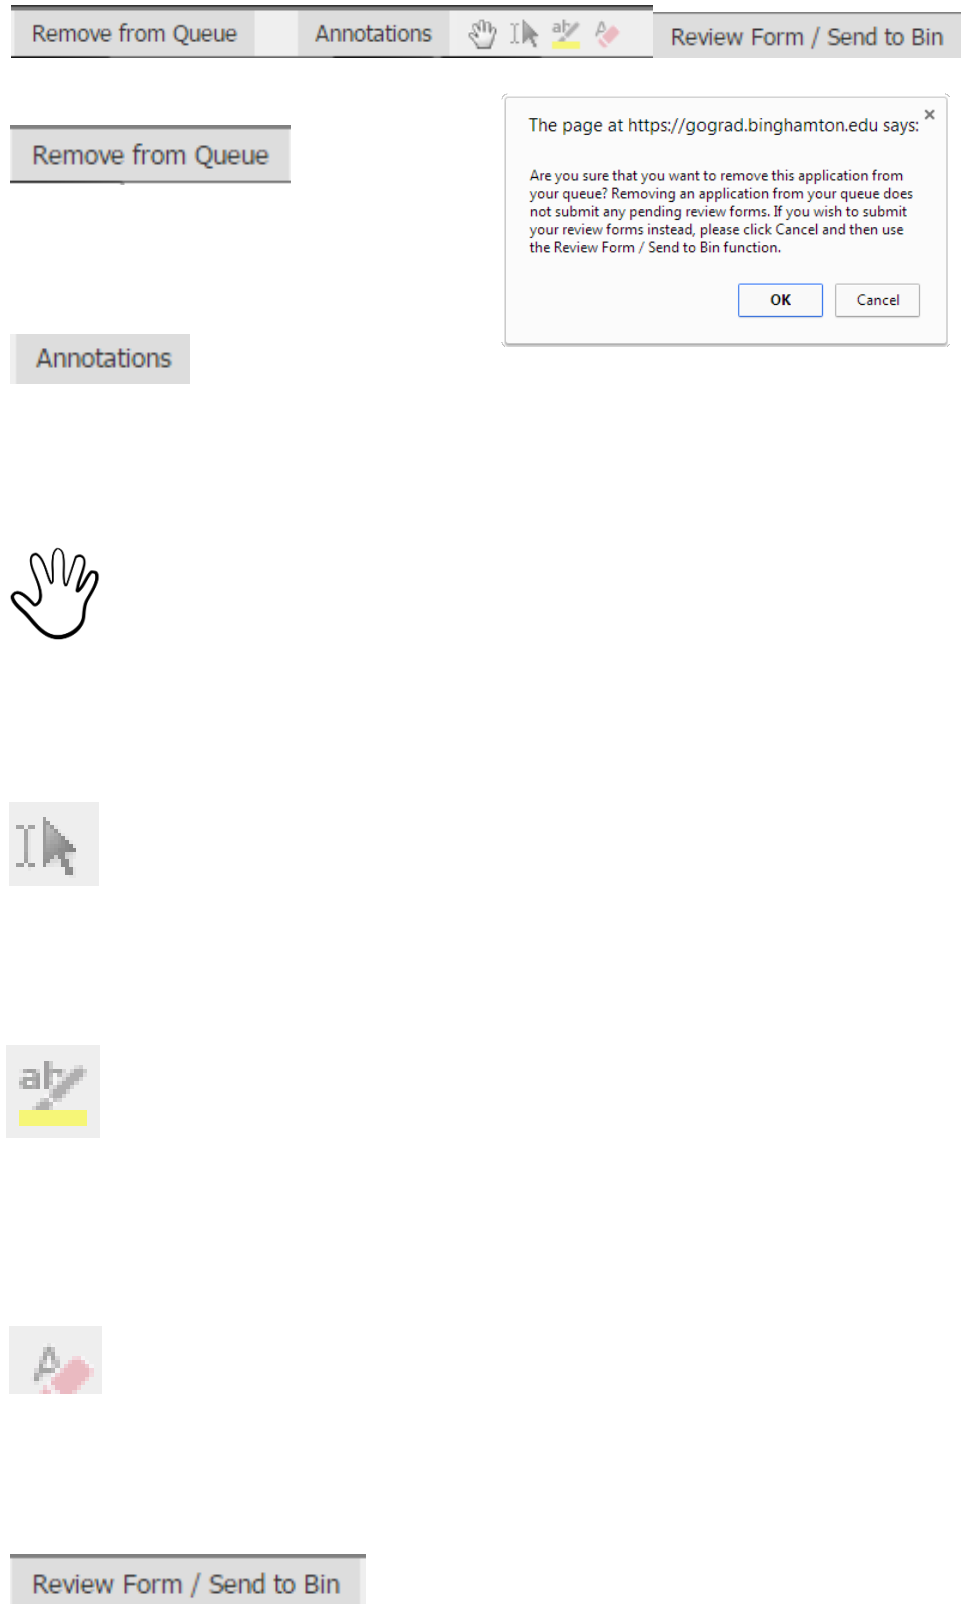 Remove from Queue Annotations ab A Review Form / Send to Bin
The page at https://gograd.binghamton.edu says:
Are you sure that you want to remove this application from
your queue? Removing an application from your queue does
not submit any pending review forms. If you wish to submit
your review forms instead, please click Cancel and then use
the Review Form / Send to Bin function.
OK Cancel
Remove from Queue
Annotations
ab
A
Review Form / Send to Bin